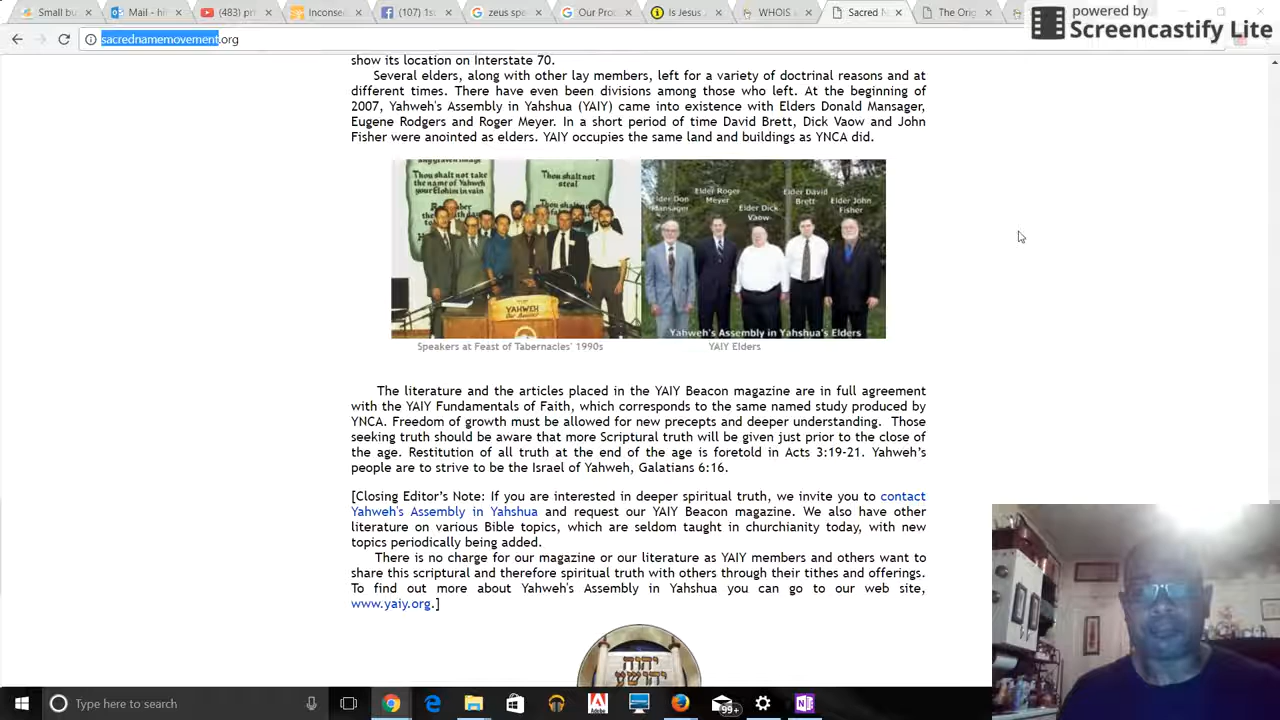 Small bu
Mail - hi
(483) pri
Inconsec
(107) 1st
zeus spe
Our Pro
Is Jesus
WHOIS
Sacred N
The Orig
powered by
Screencastify Lite
sacrednamemovement.org
show its location on Interstate 70.
Several elders, along with other lay members, left for a variety of doctrinal reasons and at
different times. There have even been divisions among those who left. At the beginning of
2007, Yahweh's Assembly in Yahshua (YAIY) came into existence with Elders Donald Mansager,
Eugene Rodgers and Roger Meyer. In a short period of time David Brett, Dick Vaow and John
Fisher were anointed as elders. YAIY occupies the same land and buildings as YNCA did.
any graven image
Thou shalt not take
the name of Yahweh
your Elohim in vain
Thou shalt not
steal
YAHWEH
Elder Don
Mansager
Elder Roger
Meyer
Elder Dick
Vaow
Elder David
Brett
Elder John
Fisher
Yahweh's Assembly in Yahshua's Elders
Speakers at Feast of Tabernacles' 1990s
YAIY Elders
The literature and the articles placed in the YAIY Beacon magazine are in full agreement
with the YAIY Fundamentals of Faith, which corresponds to the same named study produced by
YNCA. Freedom of growth must be allowed for new precepts and deeper understanding. Those
seeking truth should be aware that more Scriptural truth will be given just prior to the close of
the age. Restitution of all truth at the end of the age is foretold in Acts 3:19-21. Yahweh's
people are to strive to be the Israel of Yahweh, Galatians 6:16.
[Closing Editor's Note: If you are interested in deeper spiritual truth, we invite you to contact
Yahweh's Assembly in Yahshua and request our YAIY Beacon magazine. We also have other
literature on various Bible topics, which are seldom taught in churchianity today, with new
topics periodically being added.
There is no charge for our magazine or our literature as YAIY members and others want to
share this scriptural and therefore spiritual truth with others through their tithes and offerings.
To find out more about Yahweh's Assembly in Yahshua you can go to our web site,
www.yaiy.org.]
יהוה
יהושע
Type here to search
99+